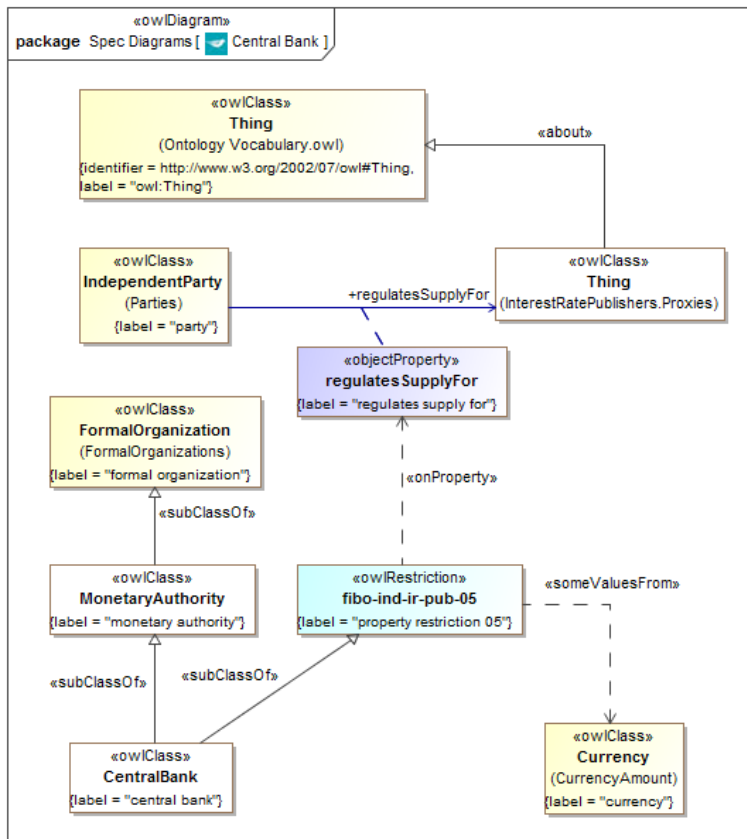 «owlDiagram»
package Spec Diagrams [ Central Bank ]
«owlClass»
Thing
(Ontology Vocabulary.owl)
{identifier = http://www.w3.org/2002/07/owl#Thing,
label = "owl:Thing"}
«about»
«owlClass»
IndependentParty
(Parties)
{label = "party"}
+regulatesSupplyFor
«owlClass»
Thing
(InterestRatePublishers.Proxies)
«objectProperty»
regulatesSupplyFor
{label = "regulates supply for"}
«owlClass»
FormalOrganization
(FormalOrganizations)
{label = "formal organization"}
«onProperty»
«subClassOf»
«owlClass»
MonetaryAuthority
{label = "monetary authority"}
«owlRestriction»
fibo-ind-ir-pub-05
{label = "property restriction 05"}
«someValuesFrom»
«subClassOf»
«subClassOf»
«owlClass»
CentralBank
{label = "central bank"}
«owlClass»
Currency
(CurrencyAmount)
{label = "currency"}